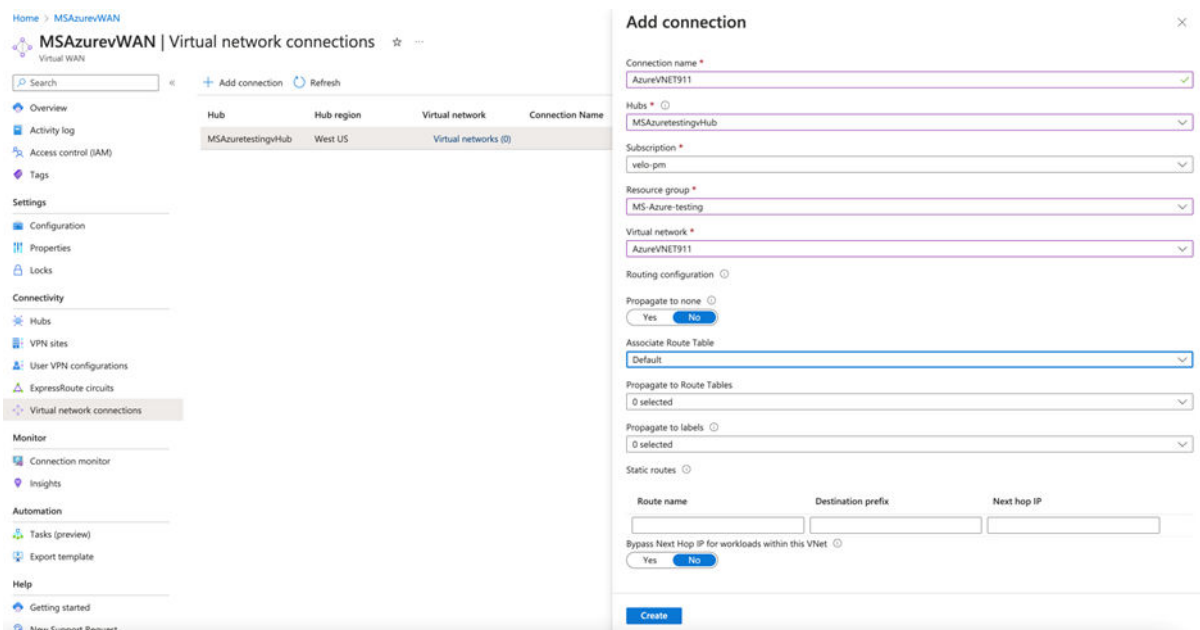 Home > MSAzurevWAN
MSAzurevWAN | Virtual network connections
Virtual WAN
Search
Overview
Activity log
Access control (IAM)
Tags
Settings
Configuration
Properties
Locks
Connectivity
Hubs
VPN sites
User VPN configurations
ExpressRoute circuits
Virtual network connections
Monitor
Connection monitor
Insights
Automation
Tasks (preview)
Export template
Help
Getting started
New Support Request
Add connection Refresh
Hub Hub region Virtual network Connection Name
MSAzuretestingvHub West US Virtual networks (0)
Add connection
Connection name *
AzureVNET911
Hubs *
MSAzuretestingvHub
Subscription *
velo-pm
Resource group *
MS-Azure-testing
Virtual network *
AzureVNET911
Routing configuration
Propagate to none
Yes No
Associate Route Table
Default
Propagate to Route Tables
0 selected
Propagate to labels
0 selected
Static routes
Route name Destination prefix Next hop IP
Bypass Next Hop IP for workloads within this VNet
Yes No
Create